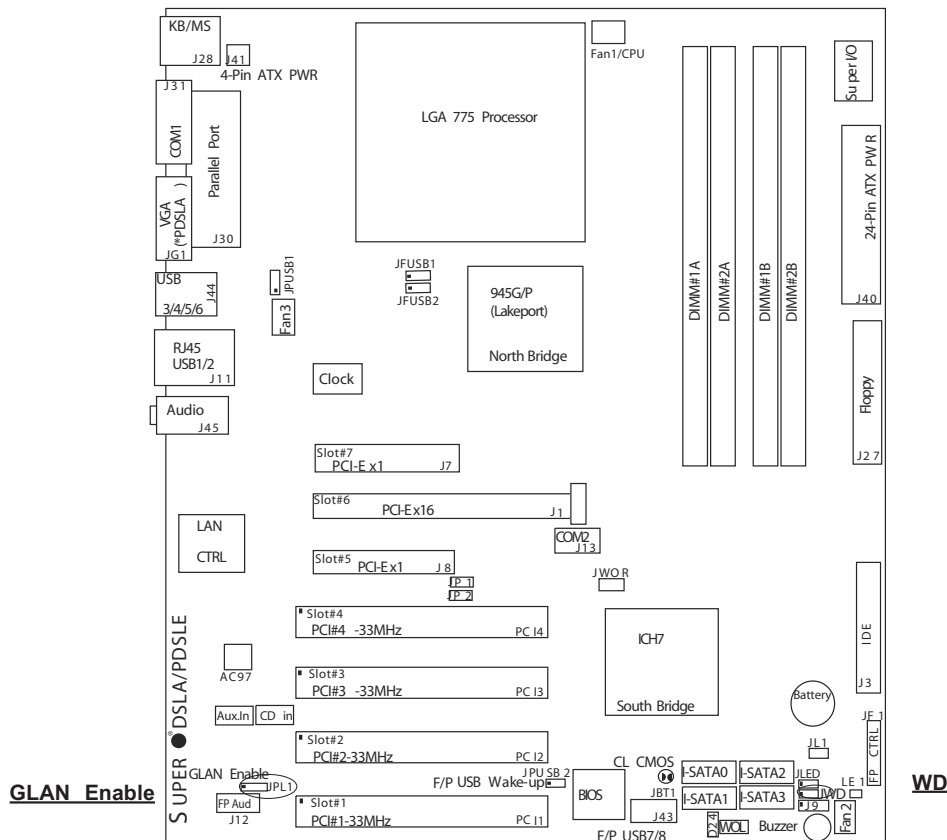 KB/MS
J28
J41
4-Pin ATX PWR
Fan1/CPU
Super I/O
LGA 775 Processor
J31
COM1
Parallel Port
J30
VGA
(*PDSLA )
JG1
24-Pin ATX PWR
J40
USB
3/4/5/6
J44
JPUSB1
Fan3
JFUSB1
JFUSB2
945G/P
(Lakeport)
North Bridge
DIMM#1A
DIMM#2A
DIMM#1B
DIMM#2B
RJ45
USB1/2
J11
Clock
Floppy
J27
Audio
J45
Slot#7
PCI-E x1
J7
Slot#6
PCI-E x16
J1
COM2
J13
LAN
CTRL
Slot#5
PCI-E x1
J8
JP1
JP2
JWOR
Slot#4
PCI#4 -33MHz
PCI4
ICH7
South Bridge
IDE
J3
AC97
Slot#3
PCI#3 -33MHz
PCI3
Battery
Aux.In
CD in
Slot#2
PCI#2-33MHz
PCI2
JF1
FP CTRL
JL1
SUPER ® PDSLA/PDSLE
GLAN Enable
JPL1
FP Aud
J12
F/P USB Wake-up
JPUSB2
Slot#1
PCI#1-33MHz
PCI1
BIOS
CL CMOS
JBT1
J43
F/P USB7/8
I-SATA0
I-SATA2
I-SATA1
I-SATA3
JLED
JWD
J9
LE1
Fan2
D24
WOL
Buzzer
GLAN Enable
WD